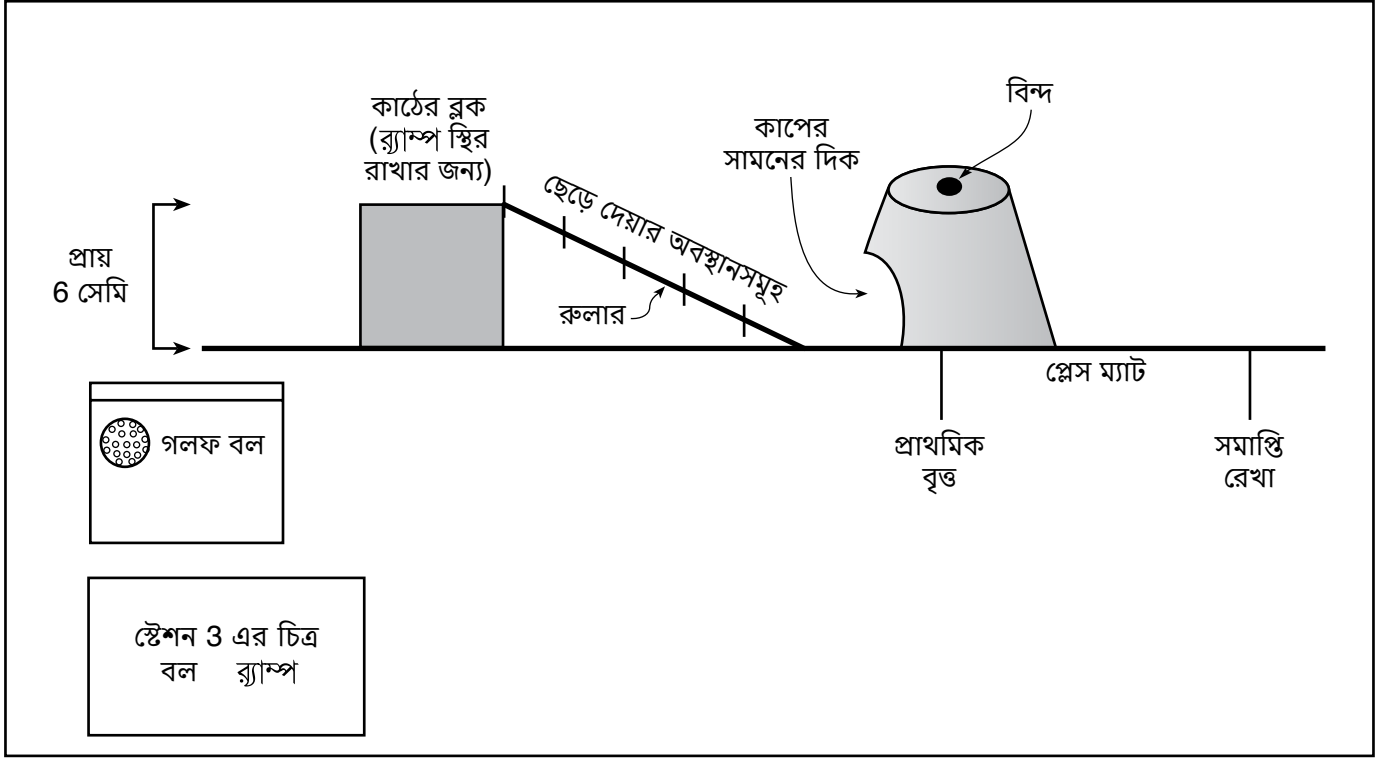 বিন্দ
কাঠের ব্লক
(র‍্যাম্প স্থির
রাখার জন্য)
কাপের
সামনের দিক
ছেড়ে দেয়ার অবস্থানসমূহ
প্রায়
6 সেমি
রুলার
প্লেস ম্যাট
গলফ বল
প্রাথমিক
বৃত্ত
সমাপ্তি
রেখা
স্টেশন 3 এর চিত্র
বল র‍্যাম্প